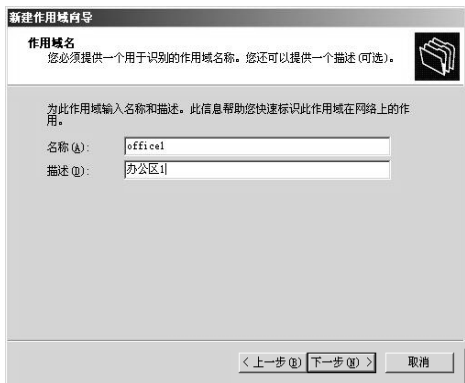 新建作用域向导
作用域名
您必须提供一个用于识别的作用域名称。您还可以提供一个描述(可选)。
为此作用域输入名称和描述。此信息帮助您快速标识此作用域在网络上的作
用。
名称(A): office1
描述(D): 办公区1
< 上一步(B) 下一步(N) > 取消